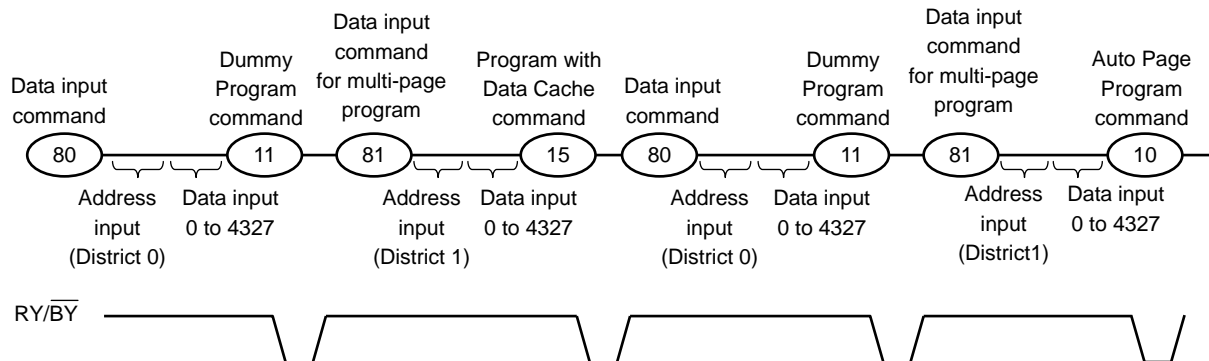 Data input
command
80
Address
input
(District 0)
Data input
0 to 4327
Dummy
Program
command
11
Data input
command
for multi-page
program
81
Address
input
(District 1)
Data input
0 to 4327
Program with
Data Cache
command
15
Data input
command
80
Address
input
(District 0)
Data input
0 to 4327
Dummy
Program
command
11
Data input
command
for multi-page
program
81
Address
input
(District1)
Data input
0 to 4327
Auto Page
Program
command
10
RY/B̅Y̅